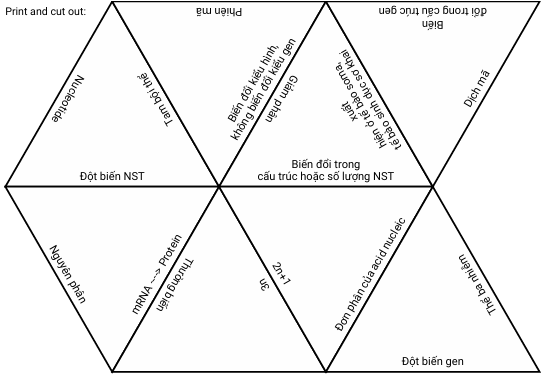 Print and cut out:
Phiên mã
Biến
đổi trong cấu trúc gen
Nucleotide
Tam bội thể
Biến đổi kiểu hình,
không biến đổi kiểu gen
Giảm phân
xuất
hiện ở tế bào soma,
tế bào sinh dục sơ khai
Dịch mã
Đột biến NST
Biến đổi trong
cấu trúc hoặc số lượng NST
Nguyên phân
mRNA ---> Protein
Thường biến
3n
2n+1
Đơn phân của acid nucleic
Thể ba nhiễm
Đột biến gen